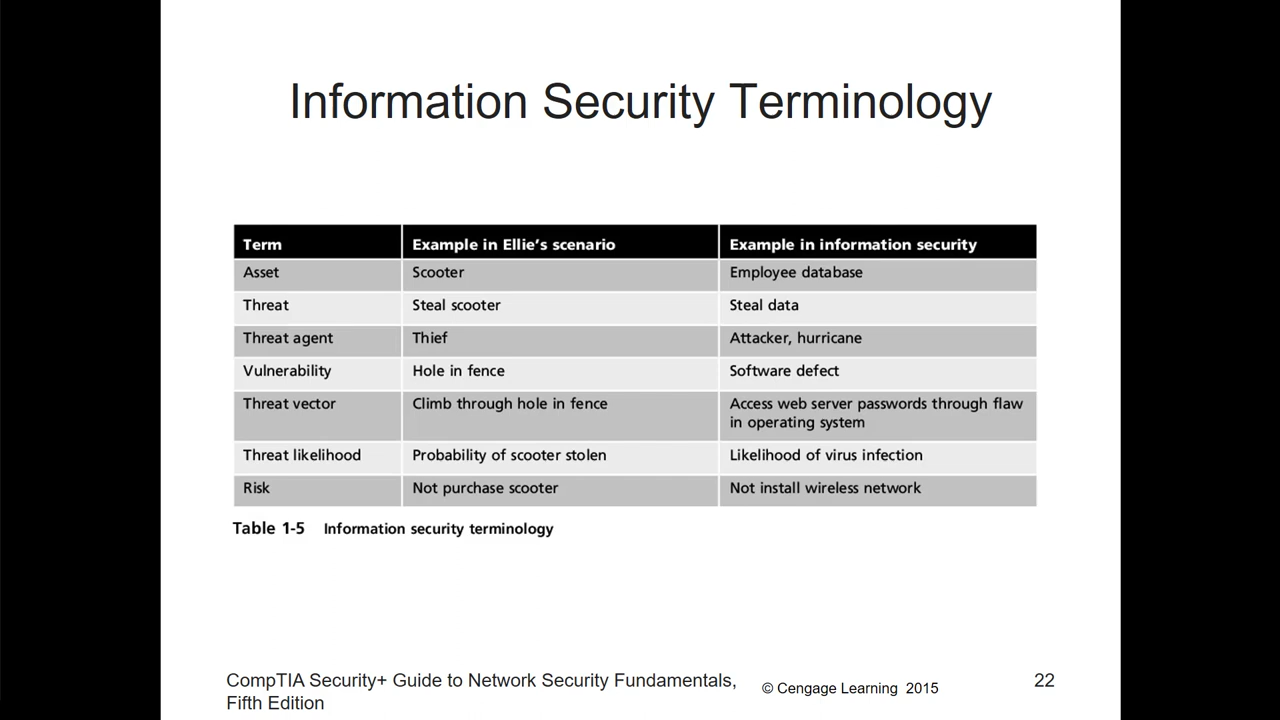 Information Security Terminology
Term Example in Ellie's scenario Example in information security
Asset Scooter Employee database
Threat Steal scooter Steal data
Threat agent Thief Attacker, hurricane
Vulnerability Hole in fence Software defect
Threat vector Climb through hole in fence Access web server passwords through flaw
in operating system
Threat likelihood Probability of scooter stolen Likelihood of virus infection
Risk Not purchase scooter Not install wireless network
Table 1-5 Information security terminology
CompTIA Security+ Guide to Network Security Fundamentals,
Fifth Edition
© Cengage Learning 2015
22